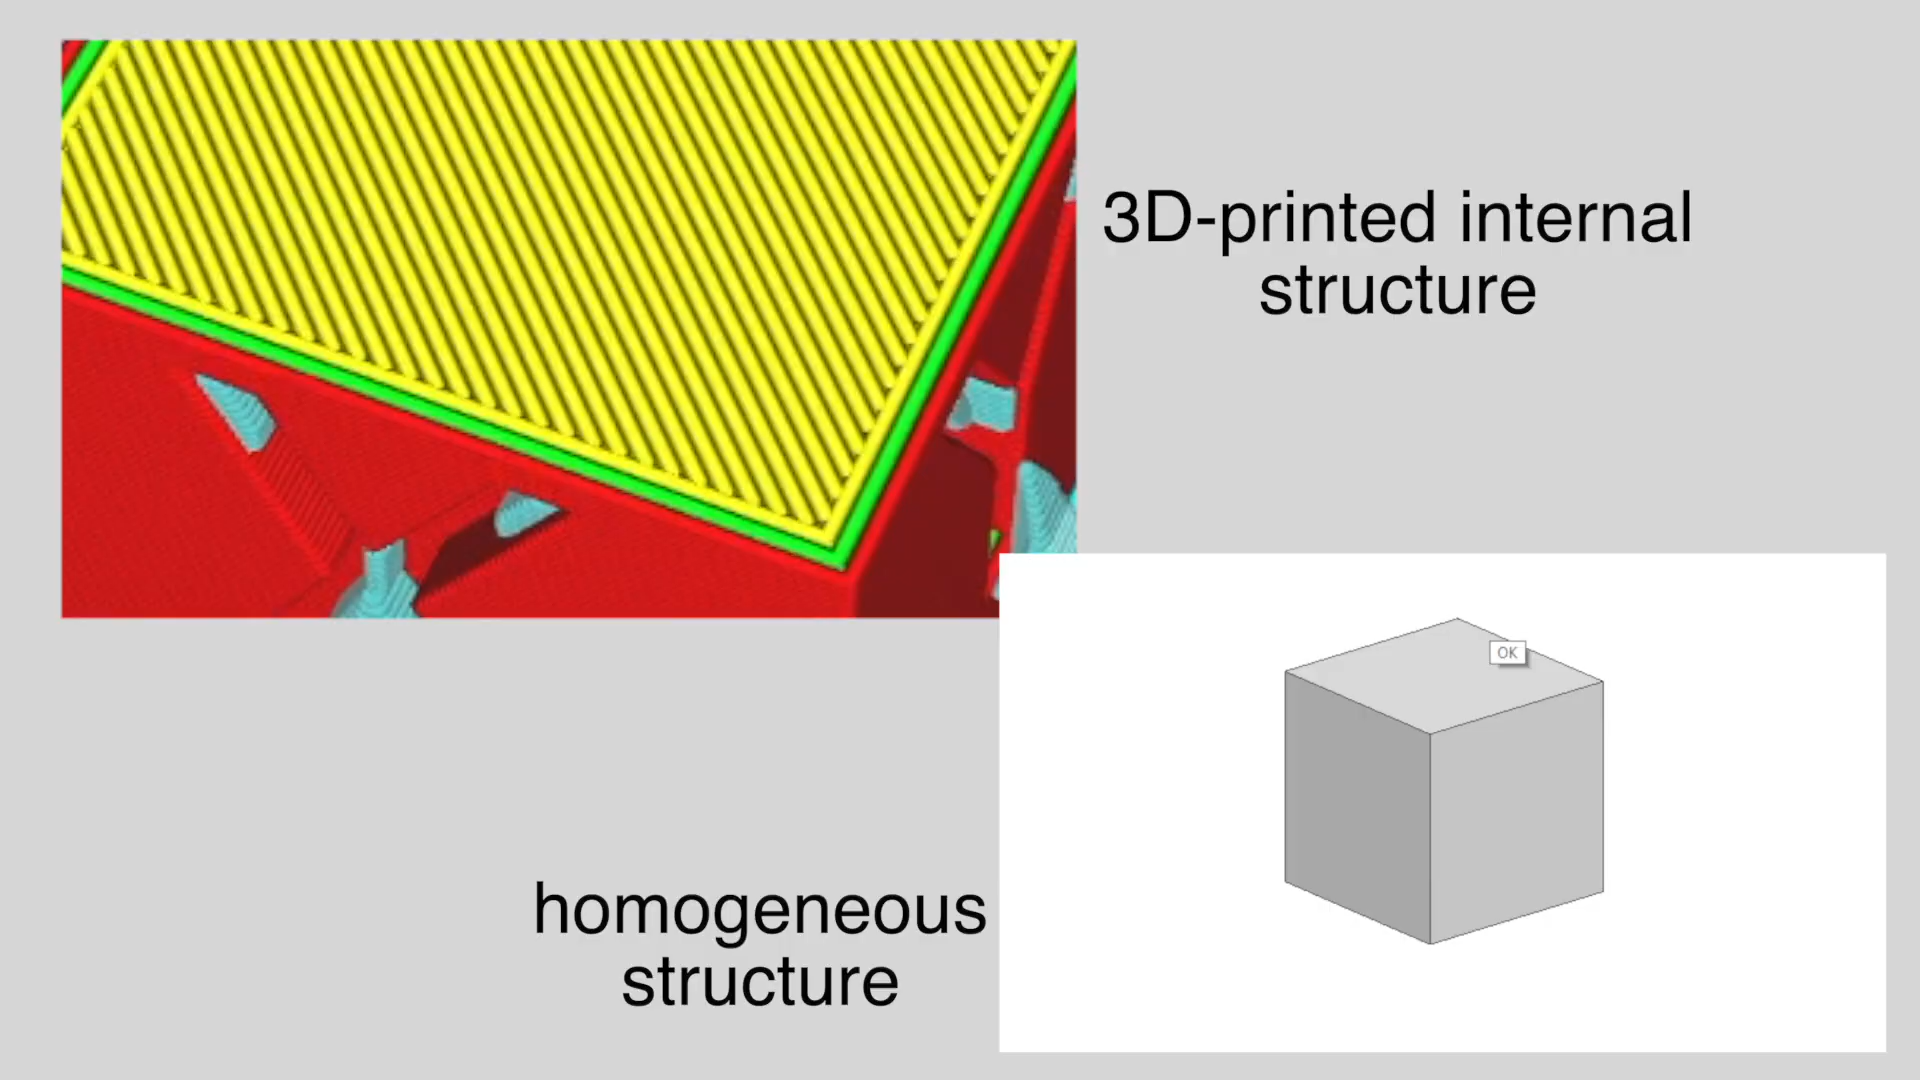 3D-printed internal
structure
OK
homogeneous
structure